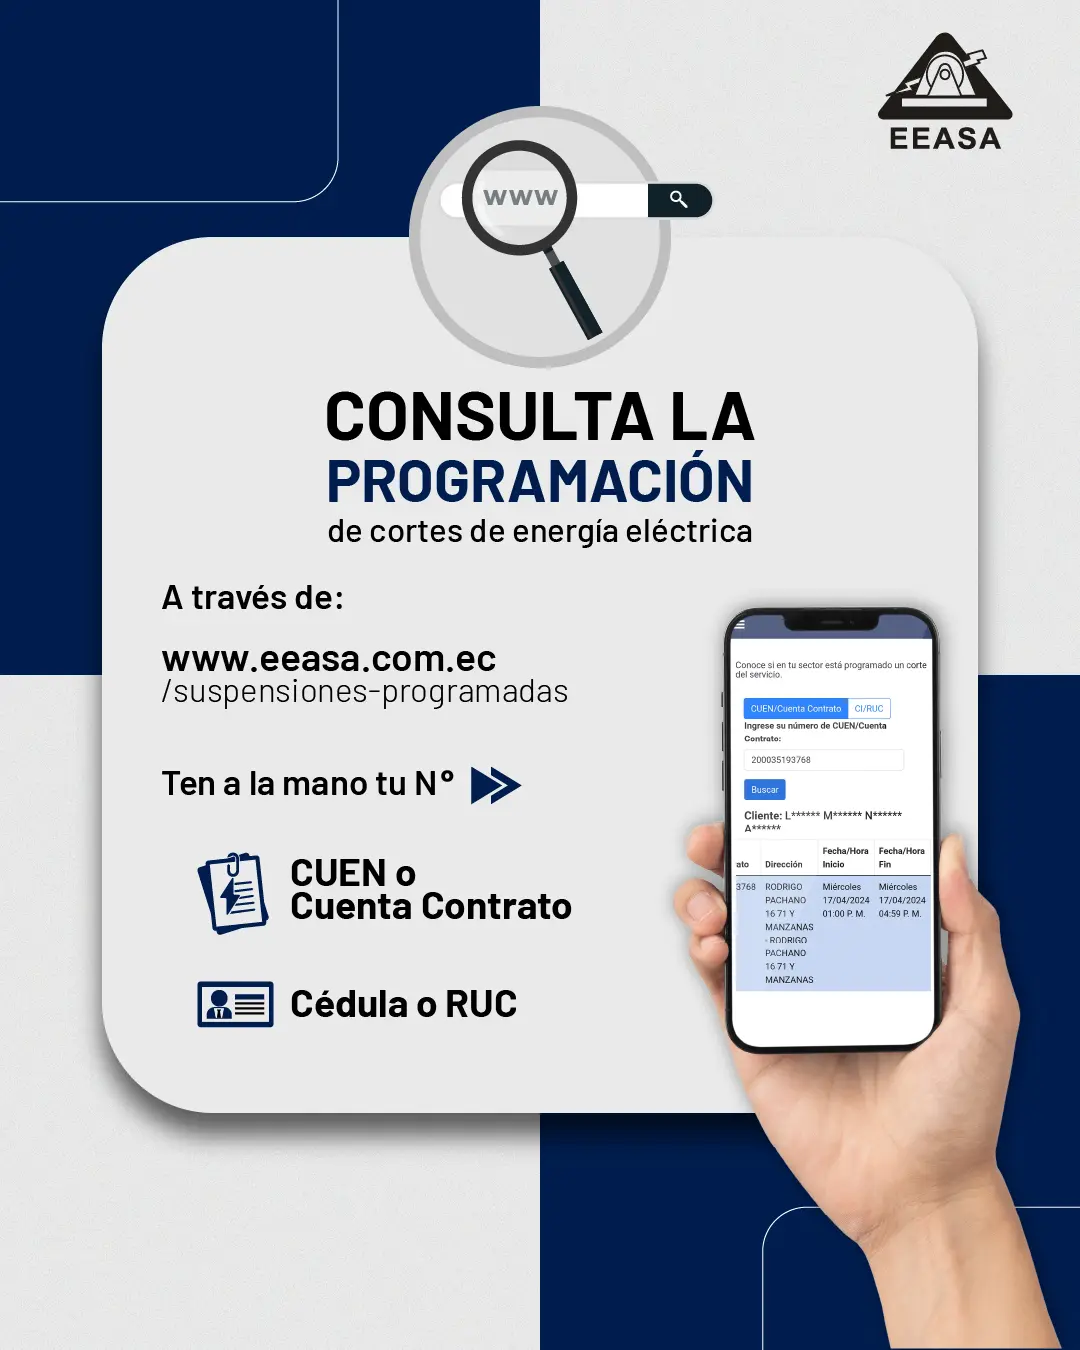 EEASA
www
CONSULTA LA
PROGRAMACIÓN
de cortes de energía eléctrica
A través de:
www.eeasa.com.ec
/suspensiones-programadas
Ten a la mano tu N°
CUEN o
Cuenta Contrato
Cédula o RUC
Conoce si en tu sector está programado un corte
del servicio.
CUEN/Cuenta Contrato CI/RUC
Ingrese su número de CUEN/Cuenta
Contrato:
200035193768
Buscar
Cliente: L****** M****** N******
A******
Fecha/Hora Fecha/Hora
ato Dirección Inicio Fin
3768 RODRIGO Miércoles Miércoles
PACHANO 17/04/2024 17/04/2024
16 71 Y 01:00 P. M. 04:59 P. M.
MANZANAS
- RODRIGO
PACHANO
16 71 Y
MANZANAS